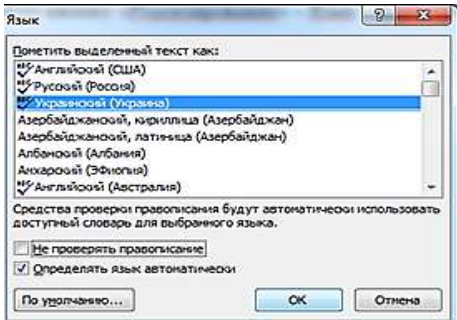 Язык
Пометить выделенный текст как:
Английский (США)
Русский (Россия)
Украинский (Украина)
Азербайджанский, кириллица (Азербайджан)
Азербайджанский, латиница (Азербайджан)
Албанский (Албания)
Амхарский (Эфиопия)
Английский (Австралия)
Средства проверки правописания будут автоматически использовать
доступный словарь для выбранного языка.
Не проверять правописание
Определять язык автоматически
По умолчанию...
ОК
Отмена